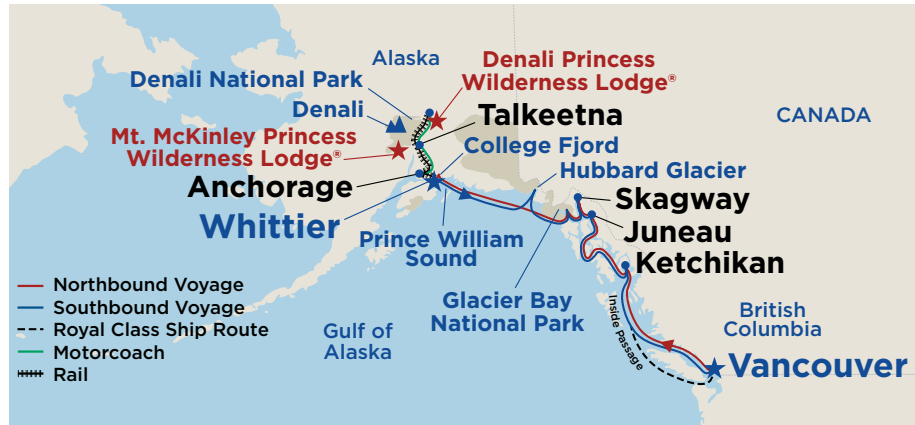 Alaska
Denali National Park
Denali
Denali Princess
Wilderness Lodge®
Mt. McKinley Princess
Wilderness Lodge®
Talkeetna
College Fjord
Hubbard Glacier
CANADA
Anchorage
Whittier
Skagway
Juneau
Ketchikan
Prince William
Sound
Glacier Bay
National Park
Gulf of
Alaska
Inside Passage
British
Columbia
Vancouver
Northbound Voyage
Southbound Voyage
Royal Class Ship Route
Motorcoach
Rail